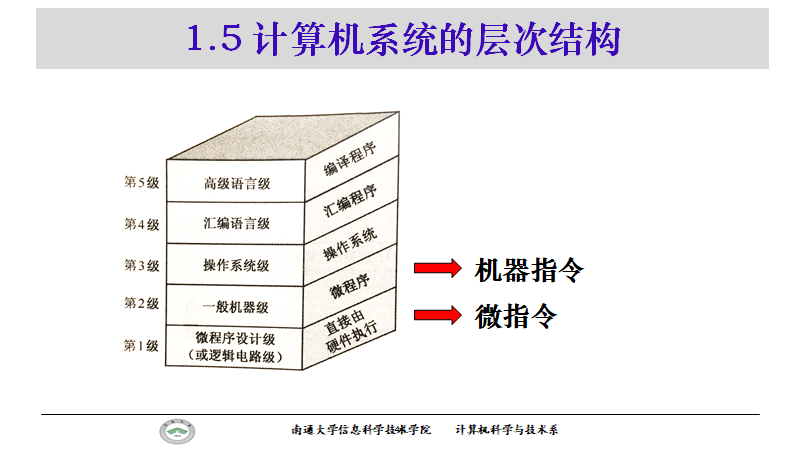 1.5 计算机系统的层次结构
第5级 高级语言级 编译程序
第4级 汇编语言级 汇编程序
第3级 操作系统级 操作系统
第2级 一般机器级 微程序
第1级 微程序设计级
(或逻辑电路级) 直接由
硬件执行
机器指令
微指令
南通大学信息科学技术学院 计算机科学与技术系